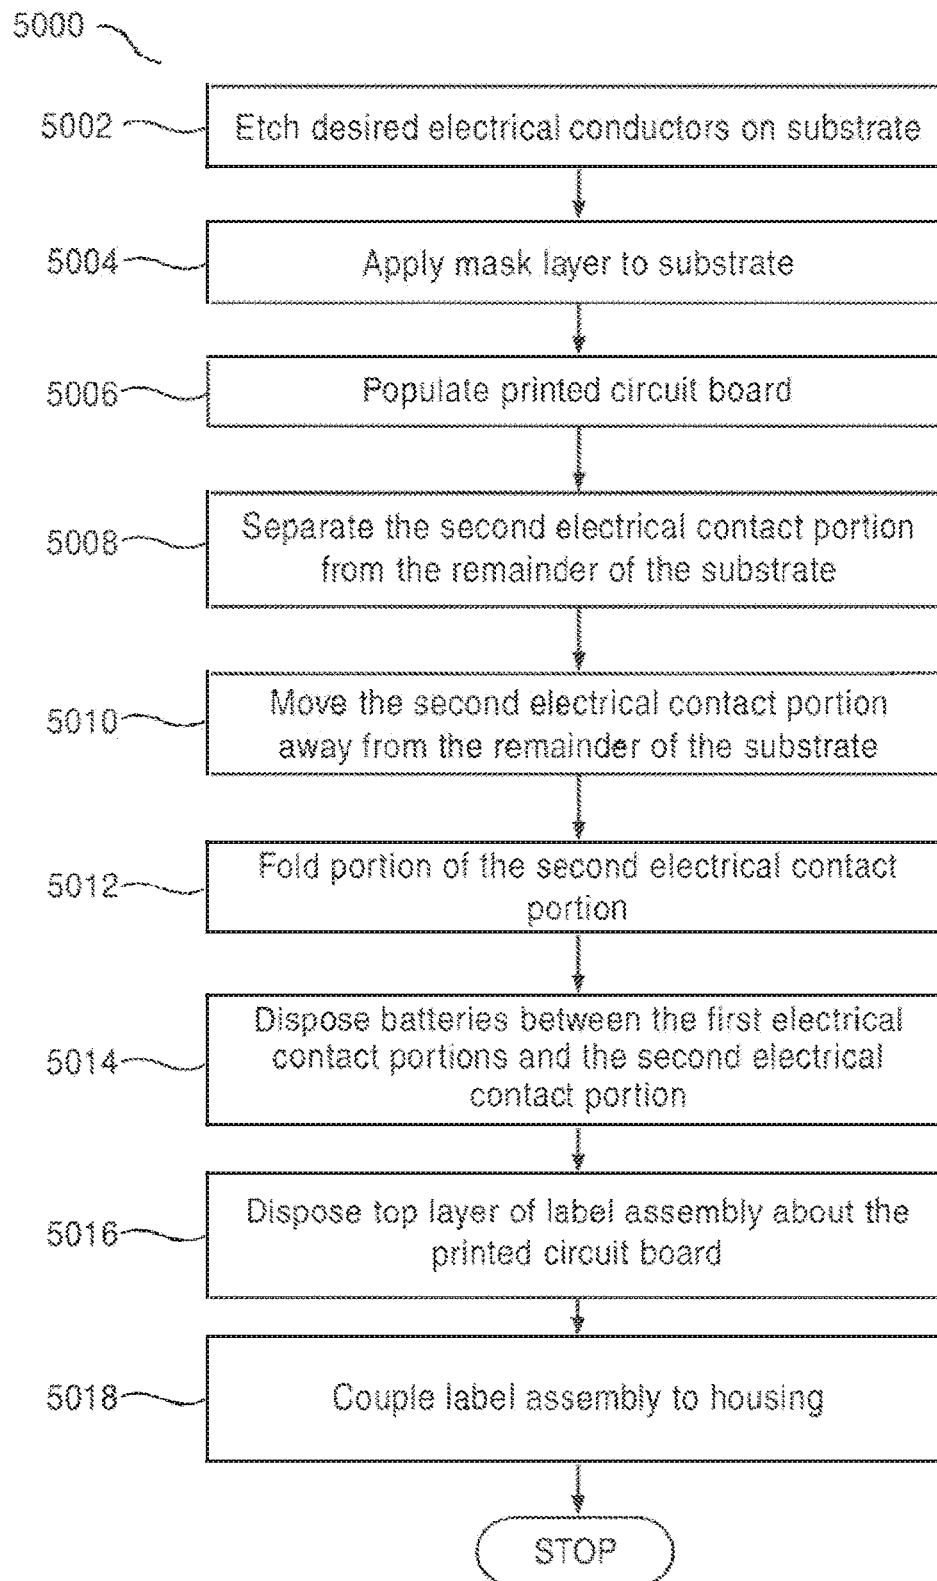 5000
5002
Etch desired electrical conductors on substrate
5004
Apply mask layer to substrate
5006
Populate printed circuit board
5008
Separate the second electrical contact portion
from the remainder of the substrate
5010
Move the second electrical contact portion
away from the remainder of the substrate
5012
Fold portion of the second electrical contact
portion
5014
Dispose batteries between the first electrical
contact portions and the second electrical
contact portion
5016
Dispose top layer of label assembly about the
printed circuit board
5018
Couple label assembly to housing
STOP